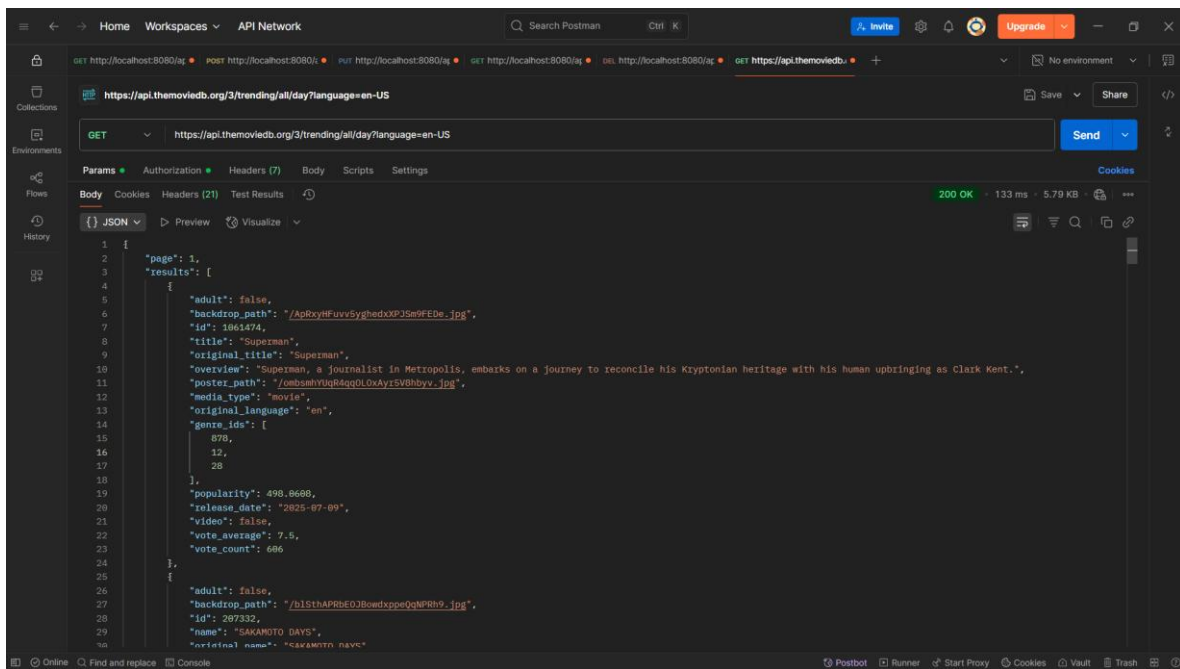 Home Workspaces API Network Search Postman Ctrl K Invite Upgrade
GET http://localhost:8080/ap POST http://localhost:8080/a PUT http://localhost:8080/ap GET http://localhost:8080/ap DEL http://localhost:8080/ap GET https://api.themoviedb. No environment
Collections
Environments
Flows
History
https://api.themoviedb.org/3/trending/all/day?language=en-US Save Share
GET https://api.themoviedb.org/3/trending/all/day?language=en-US Send
Params Authorization Headers (7) Body Scripts Settings Cookies
Body Cookies Headers (21) Test Results 200 OK 133 ms 5.79 KB
{} JSON Preview Visualize
1 {
2 "page": 1,
3 "results": [
4 {
5 "adult": false,
6 "backdrop_path": "/ApRxyHFuvv5yghedxXPJSm9FEDe.jpg",
7 "id": 1061474,
8 "title": "Superman",
9 "original_title": "Superman",
10 "overview": "Superman, a journalist in Metropolis, embarks on a journey to reconcile his Kryptonian heritage with his human upbringing as Clark Kent.",
11 "poster_path": "/ombsmhYUqR4qqOLOxAyr5V8hbyv.jpg",
12 "media_type": "movie",
13 "original_language": "en",
14 "genre_ids": [
15 878,
16 12,
17 28
18 ],
19 "popularity": 498.0608,
20 "release_date": "2025-07-09",
21 "video": false,
22 "vote_average": 7.5,
23 "vote_count": 606
24 },
25 {
26 "adult": false,
27 "backdrop_path": "/blSthAPRbE0JBowdxppeQqNPRh9.jpg",
28 "id": 207332,
29 "name": "SAKAMOTO DAYS",
30 "original_name": "SAKAMOTO DAYS"
Online Find and replace Console Postbot Runner Start Proxy Cookies Vault Trash